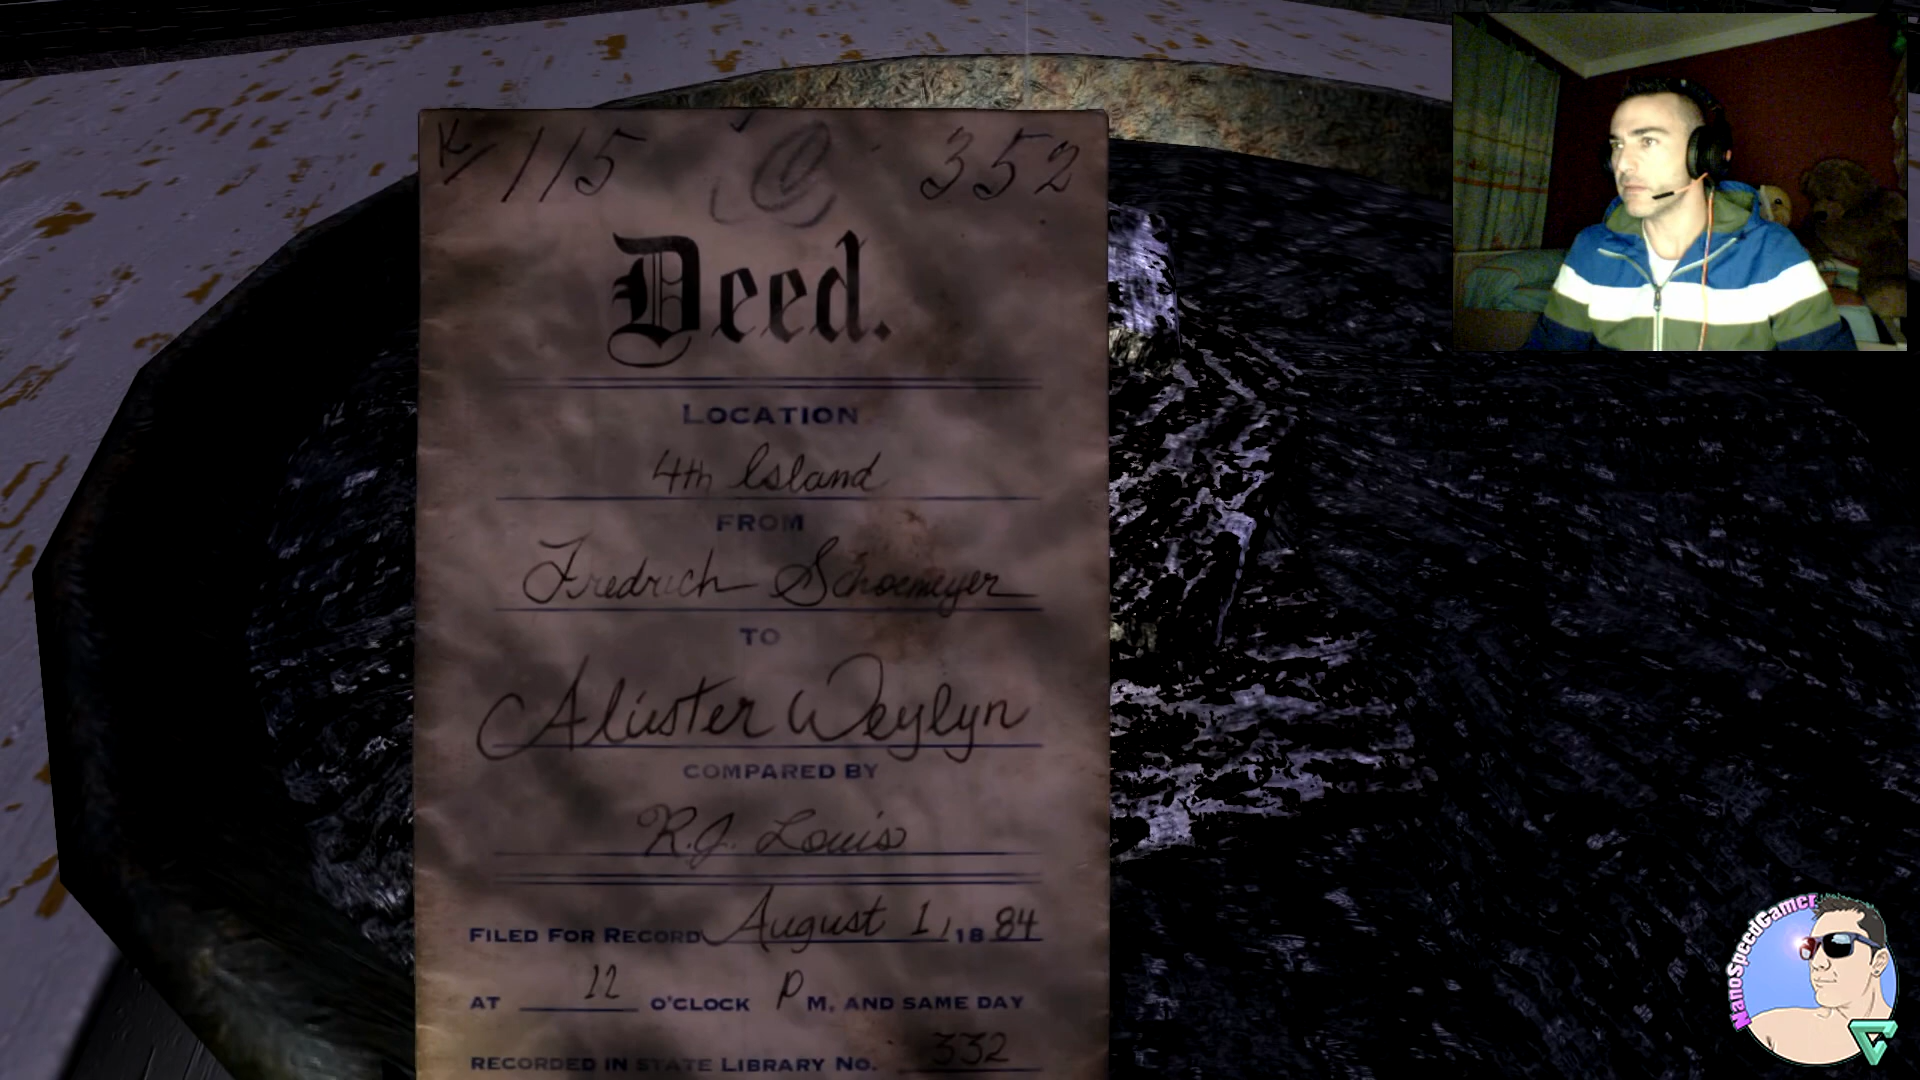 K 115 352
Deed.
LOCATION
4th Island
FROM
Fredrich Schoemeyer
TO
Aluster Weylyn
COMPARED BY
R.J. Louis
FILED FOR RECORD August 1, 1884
AT 12 O'CLOCK P M, AND SAME DAY
RECORDED IN STATE LIBRARY No. 332
NanoSpeedGamer